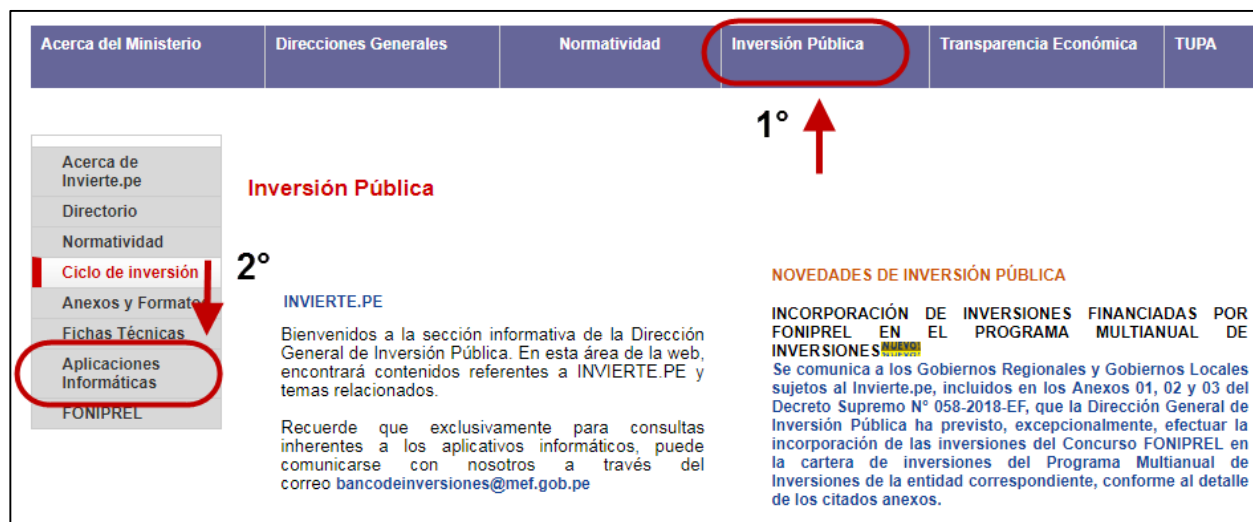 Acerca del Ministerio
Direcciones Generales
Normatividad
Inversión Pública
Transparencia Económica
TUPA
1°
Acerca de
Invierte.pe
Directorio
Normatividad
Ciclo de inversión
Anexos y Formatos
Fichas Técnicas
Aplicaciones
Informáticas
FONIPREL
Inversión Pública
2°
INVIERTE.PE
Bienvenidos a la sección informativa de la Dirección
General de Inversión Pública. En esta área de la web,
encontrará contenidos referentes a INVIERTE.PE y
temas relacionados.
Recuerde que exclusivamente para consultas
inherentes a los aplicativos informáticos, puede
comunicarse con nosotros a través del
correo bancodeinversiones@mef.gob.pe
NOVEDADES DE INVERSIÓN PÚBLICA
INCORPORACIÓN DE INVERSIONES FINANCIADAS POR
FONIPREL EN EL PROGRAMA MULTIANUAL DE
INVERSIONES NUEVO!
Se comunica a los Gobiernos Regionales y Gobiernos Locales
sujetos al Invierte.pe, incluidos en los Anexos 01, 02 y 03 del
Decreto Supremo N° 058-2018-EF, que la Dirección General de
Inversión Pública ha previsto, excepcionalmente, efectuar la
incorporación de las inversiones del Concurso FONIPREL en
la cartera de inversiones del Programa Multianual de
Inversiones de la entidad correspondiente, conforme al detalle
de los citados anexos.